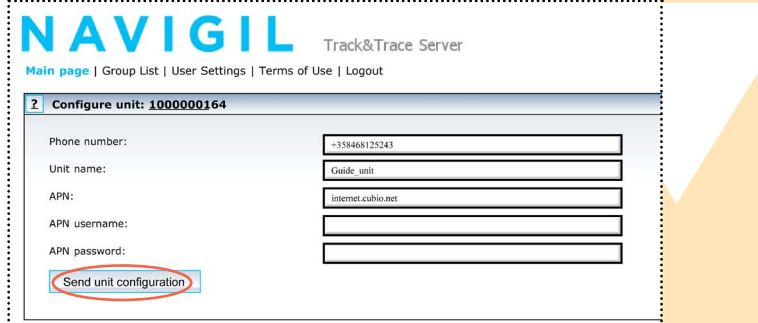 NAVIGIL Track&Trace Server
Main page | Group List | User Settings | Terms of Use | Logout
? Configure unit: 1000000164
Phone number: +358468125243
Unit name: Guide_unit
APN: internet.cubio.net
APN username:
APN password:
Send unit configuration